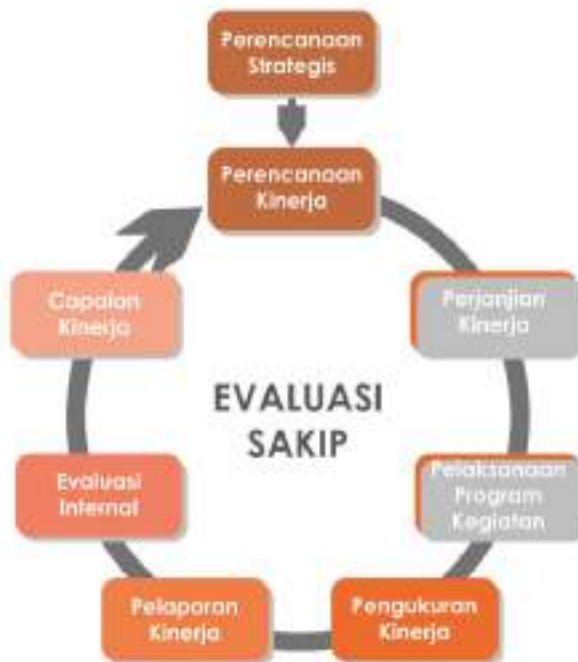 Perencanaan
Strategis
Perencanaan
Kinerja
Perjanjian
Kinerja
Pelaksanaan
Program
Kegiatan
Pengukuran
Kinerja
Pelaporan
Kinerja
Evaluasi
Internal
Capaian
Kinerja
EVALUASI
SAKIP